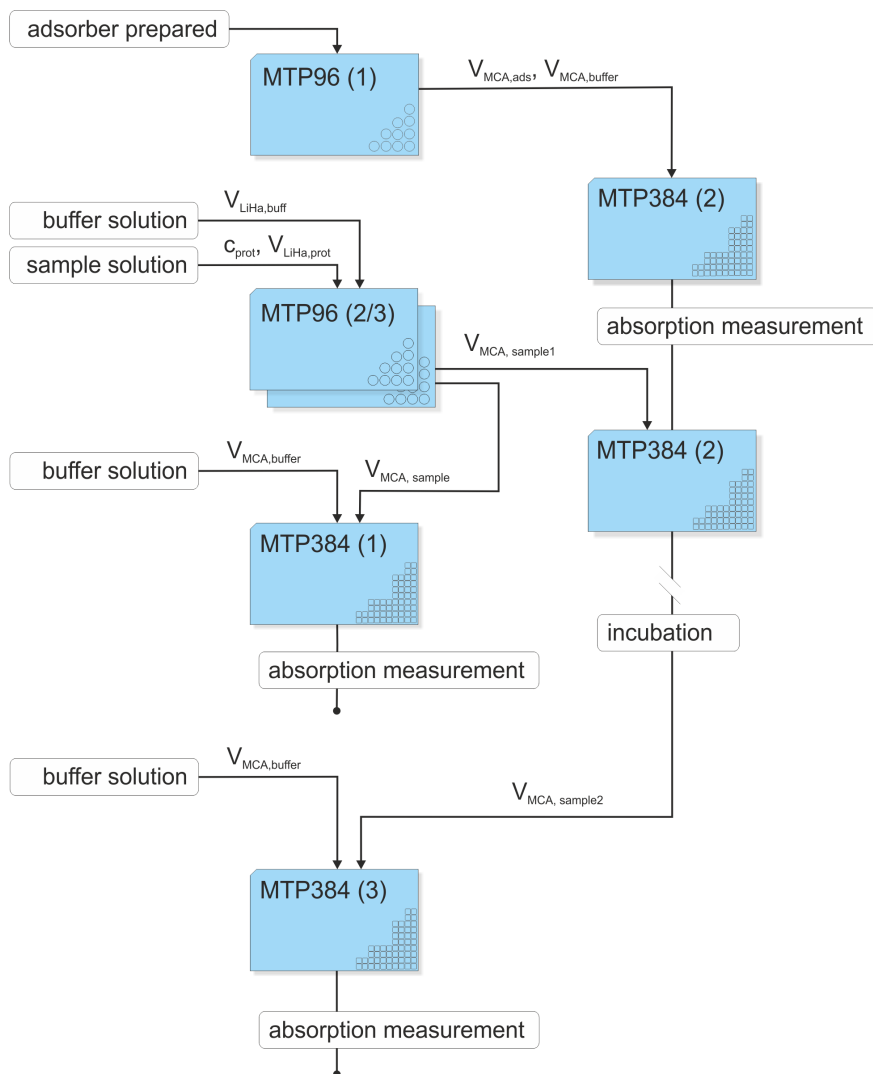 adsorber prepared
MTP96 (1)
V_MCA,ads, V_MCA,buffer
MTP384 (2)
V_LiHa,buff
buffer solution
c_prot, V_LiHa,prot
sample solution
MTP96 (2/3)
absorption measurement
V_MCA, sample1
MTP384 (2)
V_MCA,buffer
buffer solution
V_MCA, sample
MTP384 (1)
incubation
absorption measurement
V_MCA,buffer
buffer solution
V_MCA, sample2
MTP384 (3)
absorption measurement